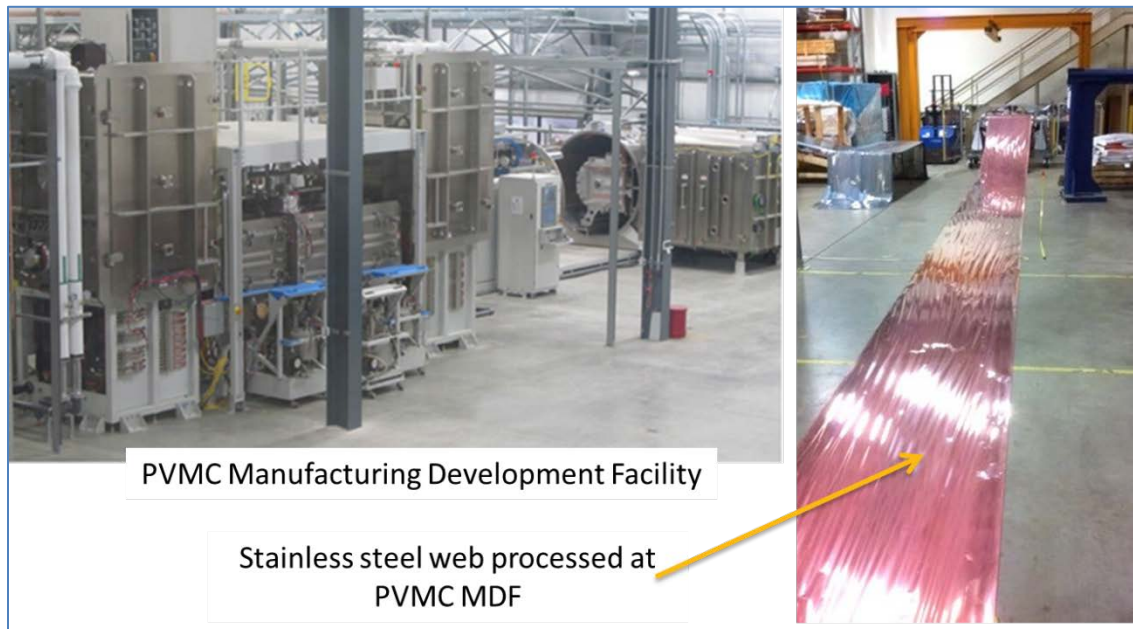 PVMC Manufacturing Development Facility
Stainless steel web processed at
PVMC MDF